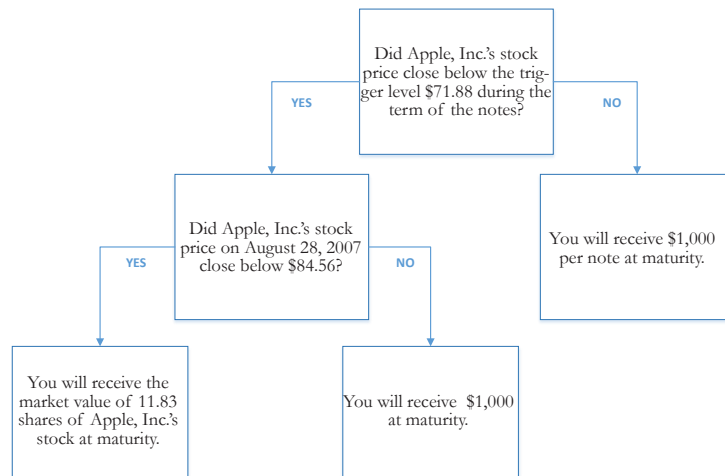 Did Apple, Inc.'s stock
price close below the trig-
ger level $71.88 during the
term of the notes?
YES
NO
Did Apple, Inc.'s stock
price on August 28, 2007
close below $84.56?
You will receive $1,000
per note at maturity.
YES
NO
You will receive the
market value of 11.83
shares of Apple, Inc.'s
stock at maturity.
You will receive  $1,000
at maturity.